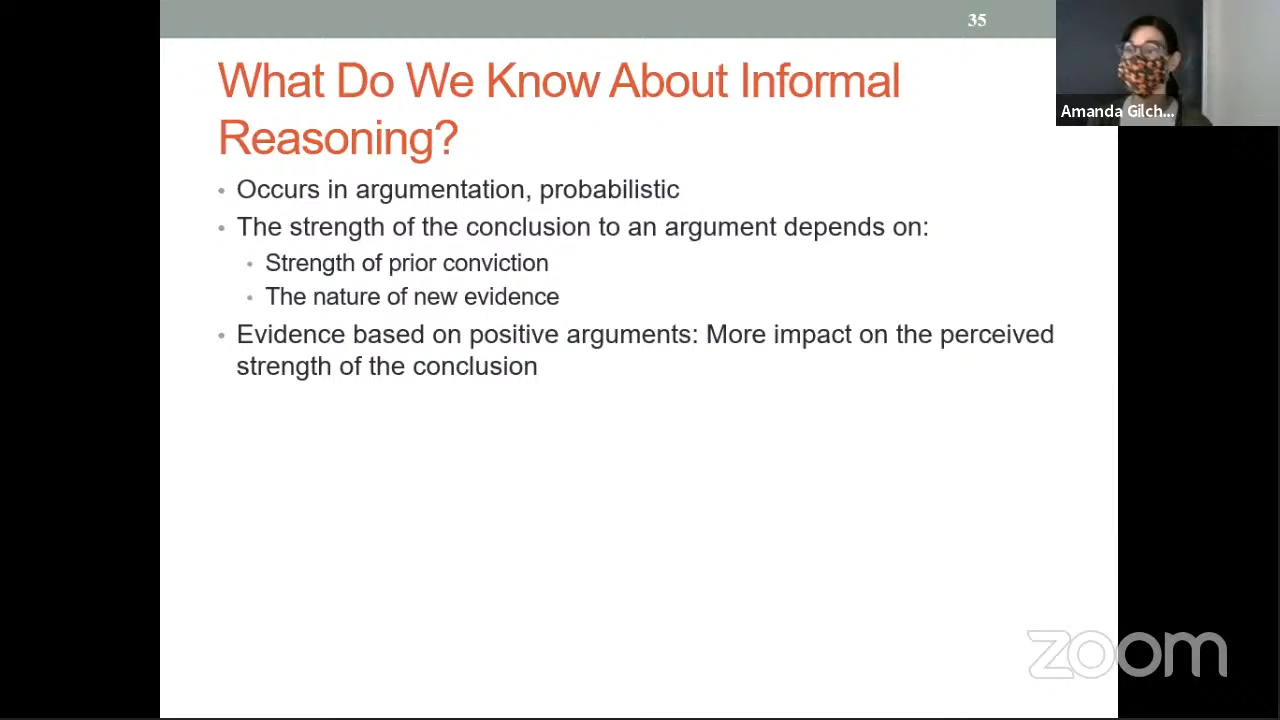 35
What Do We Know About Informal
Reasoning?
• Occurs in argumentation, probabilistic
• The strength of the conclusion to an argument depends on:
• Strength of prior conviction
• The nature of new evidence
• Evidence based on positive arguments: More impact on the perceived
strength of the conclusion
Amanda Gilch...
zoom